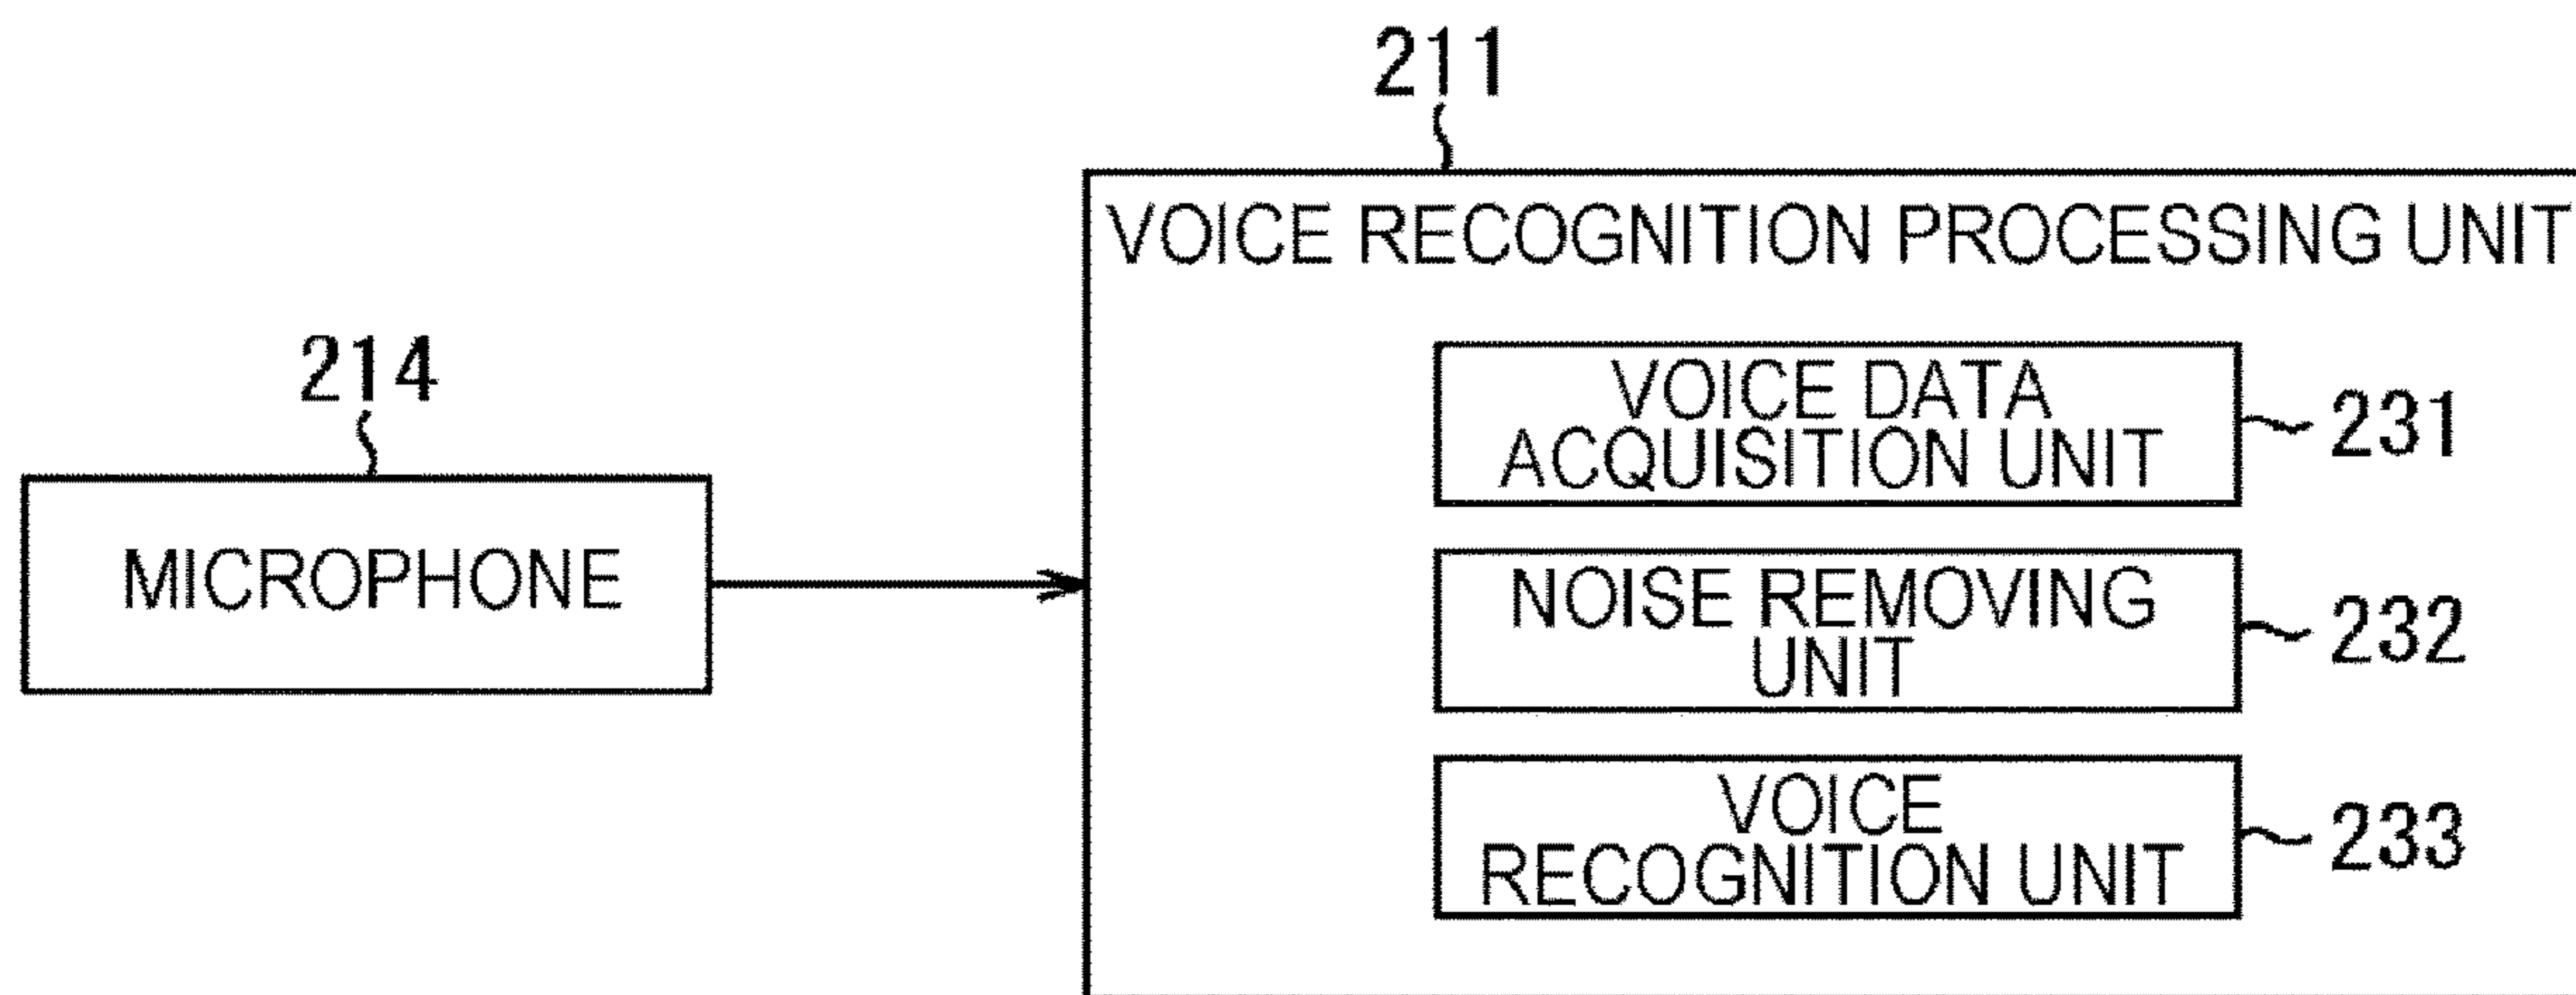 211
VOICE RECOGNITION PROCESSING UNIT
214
MICROPHONE
VOICE DATA
ACQUISITION UNIT
231
NOISE REMOVING
UNIT
232
VOICE
RECOGNITION UNIT
233